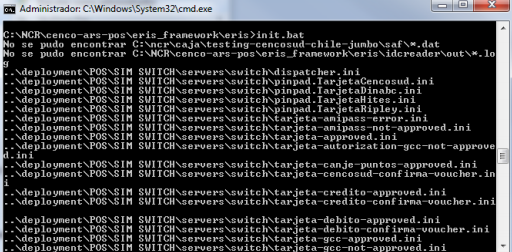 Administrador: C:\Windows\System32\cmd.exe
C:\NCR\cenco-ars-pos\eris_framework\eris>init.bat
No se pudo encontrar C:\ncr\caja\testing-cencosud-chile-jumbo\saf\*.dat
No se pudo encontrar C:\NCR\cenco-ars-pos\eris_framework\eris\idcreader\out\*.lo
g
..\deployment\POS\SIM SWITCH\servers\switch\dispatcher.ini
..\deployment\POS\SIM SWITCH\servers\switch\pinpad.TarjetaCencosud.ini
..\deployment\POS\SIM SWITCH\servers\switch\pinpad.TarjetaDinabc.ini
..\deployment\POS\SIM SWITCH\servers\switch\pinpad.TarjetaHites.ini
..\deployment\POS\SIM SWITCH\servers\switch\pinpad.TarjetaRipley.ini
..\deployment\POS\SIM SWITCH\servers\switch\tarjeta-amipass-error.ini
..\deployment\POS\SIM SWITCH\servers\switch\tarjeta-amipass-not-approved.ini
..\deployment\POS\SIM SWITCH\servers\switch\tarjeta-approved.ini
..\deployment\POS\SIM SWITCH\servers\switch\tarjeta-autorization-gcc-not-approve
d.ini
..\deployment\POS\SIM SWITCH\servers\switch\tarjeta-canje-puntos-approved.ini
..\deployment\POS\SIM SWITCH\servers\switch\tarjeta-cencosud-confirma-voucher.in
i
..\deployment\POS\SIM SWITCH\servers\switch\tarjeta-credito-approved.ini
..\deployment\POS\SIM SWITCH\servers\switch\tarjeta-credito-confirma-voucher.ini
..\deployment\POS\SIM SWITCH\servers\switch\tarjeta-debito-approved.ini
..\deployment\POS\SIM SWITCH\servers\switch\tarjeta-debito-confirma-voucher.ini
..\deployment\POS\SIM SWITCH\servers\switch\tarjeta-gcc-approved.ini
..\deployment\POS\SIM SWITCH\servers\switch\tarjeta-gcc-not-approved.ini